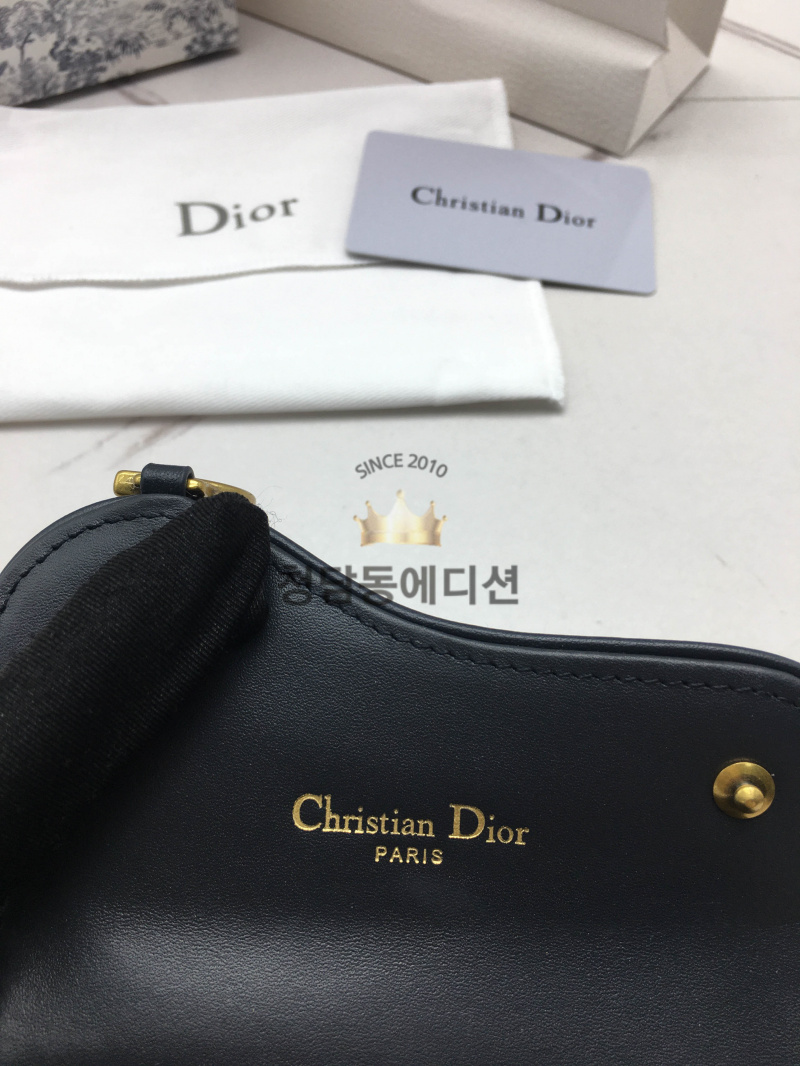 Dior
Christian Dior
SINCE 2010
청담동에디션
Christian Dior
PARIS